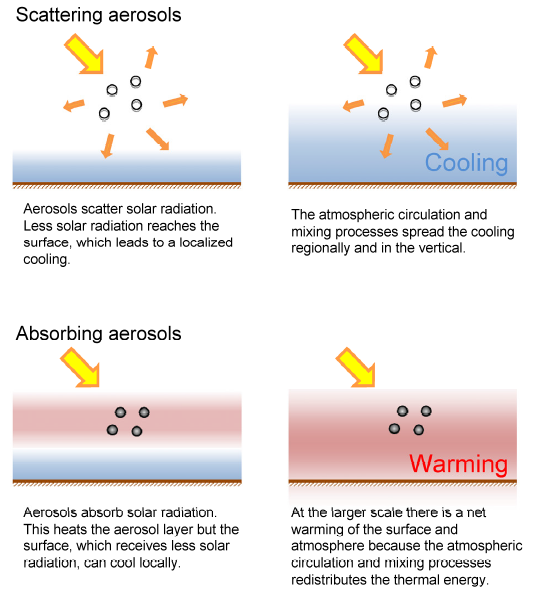 Scattering aerosols
Cooling
Aerosols scatter solar radiation.
Less solar radiation reaches the
surface, which leads to a localized
cooling.
The atmospheric circulation and
mixing processes spread the cooling
regionally and in the vertical.
Absorbing aerosols
Warming
Aerosols absorb solar radiation.
This heats the aerosol layer but the
surface, which receives less solar
radiation, can cool locally.
At the larger scale there is a net
warming of the surface and
atmosphere because the atmospheric
circulation and mixing processes
redistributes the thermal energy.